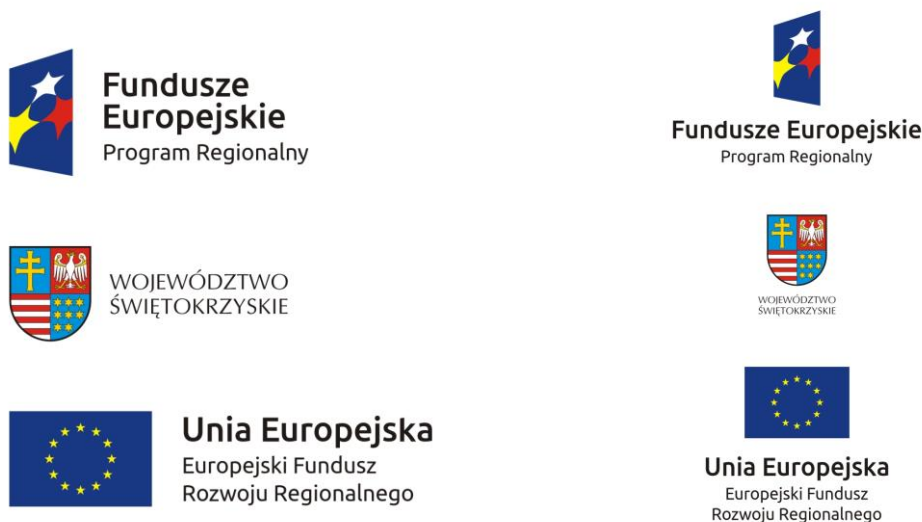 Fundusze
Europejskie
Program Regionalny
Fundusze Europejskie
Program Regionalny
WOJEWÓDZTWO
ŚWIĘTOKRZYSKIE
WOJEWÓDZTWO
ŚWIĘTOKRZYSKIE
Unia Europejska
Europejski Fundusz
Rozwoju Regionalnego
Unia Europejska
Europejski Fundusz
Rozwoju Regionalnego